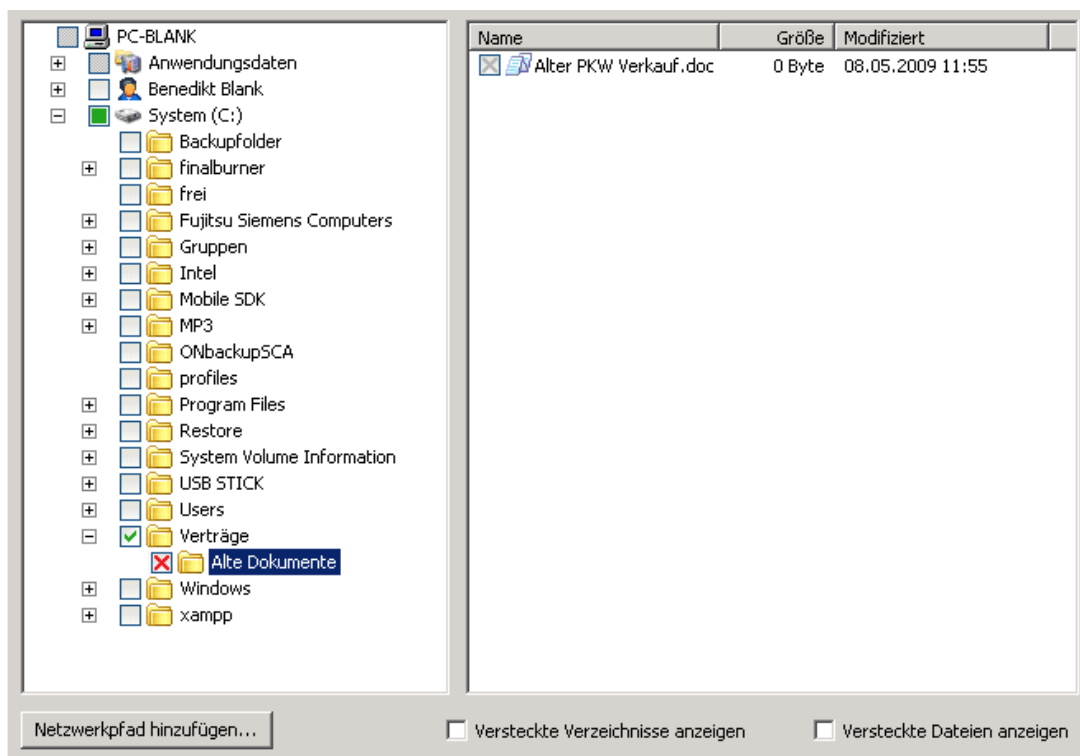 PC-BLANK
Anwendungsdaten
Benedikt Blank
System (C:)
Backupfolder
finalburner
frei
Fujitsu Siemens Computers
Gruppen
Intel
Mobile SDK
MP3
ONbackupSCA
profiles
Program Files
Restore
System Volume Information
USB STICK
Users
Verträge
Alte Dokumente
Windows
xampp
Name Größe Modifiziert
Alter PKW Verkauf.doc 0 Byte 08.05.2009 11:55
Netzwerkpfad hinzufügen... Versteckte Verzeichnisse anzeigen Versteckte Dateien anzeigen